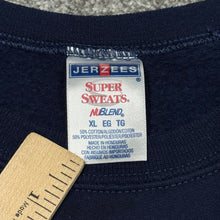 JERZEES
SUPER
SWEATS.
NUBLEND®
XL EG TG
50% COTTON/ALGODON/COTON
50% POLYESTER/POLIESTER/POLYESTER
MADE IN HONDURAS
HECHO EN HONDURAS
FABRIQUE AU HONDURAS
1